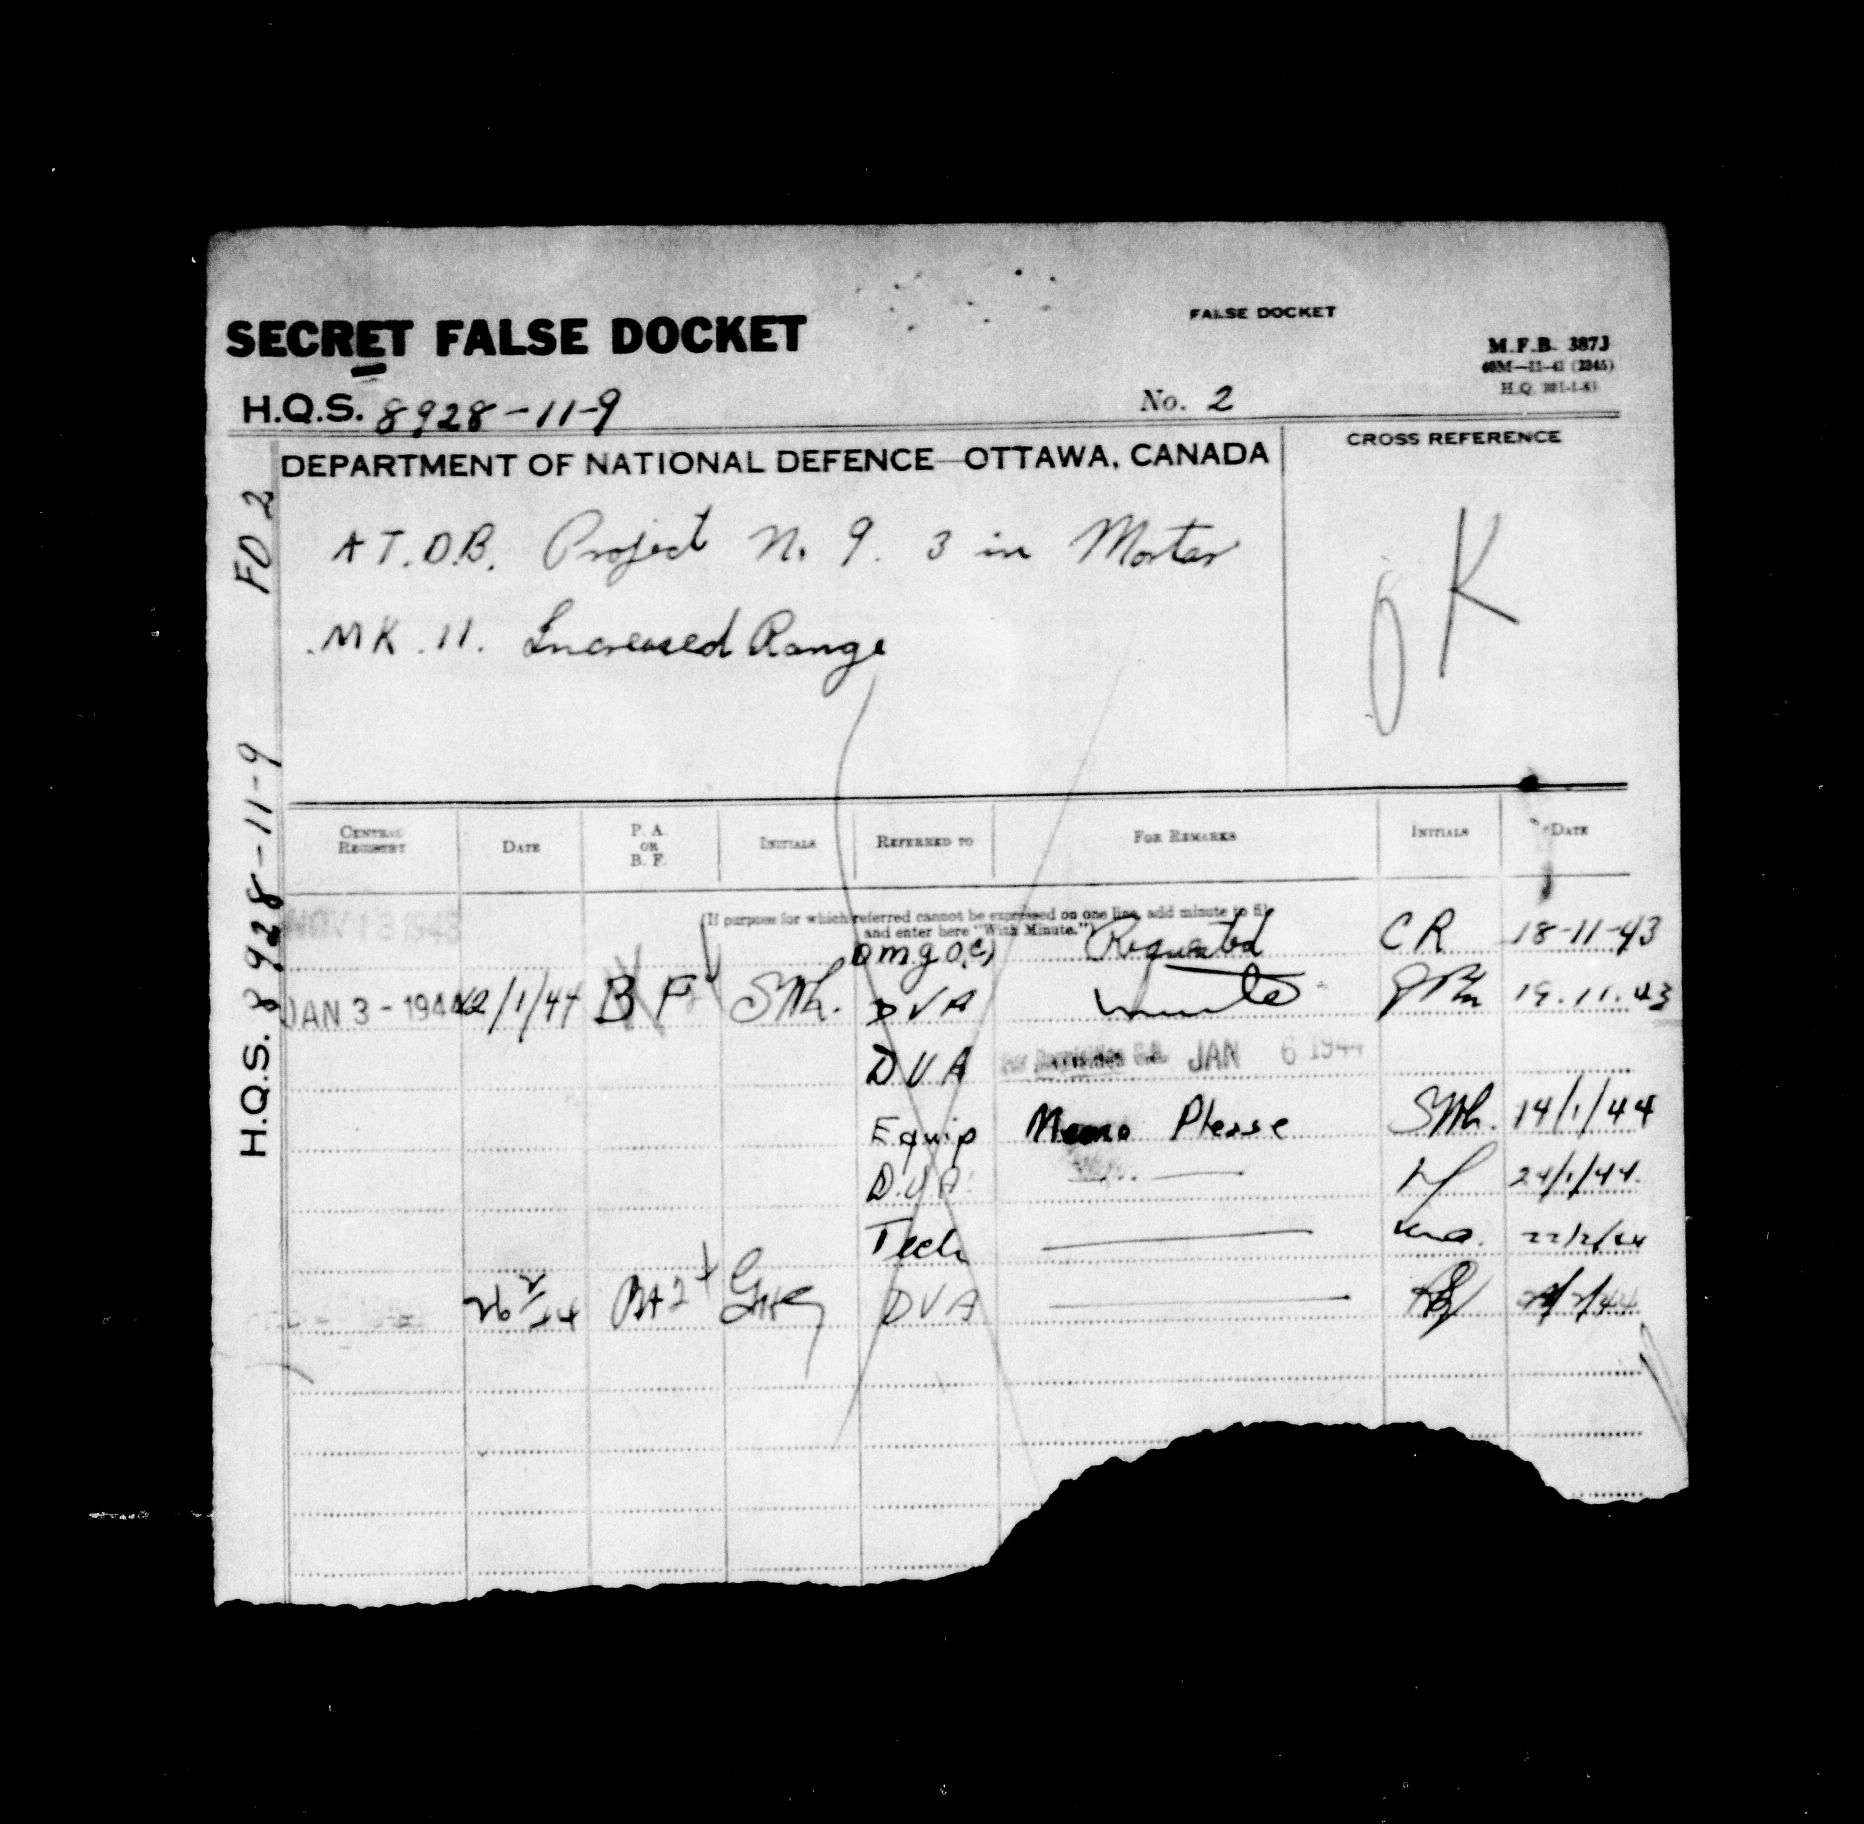 FALSE DOCKET
SECRET FALSE DOCKET
M.F.B. 387J
H.Q.S. 8928-11-9
No. 2
DEPARTMENT OF NATIONAL DEFENCE—OTTAWA, CANADA
CROSS REFERENCE
A T.D.B. Project N. 9. 3 in Mortar
MK. 11. Increased Range
K
FD 2
H.Q.S. 8928-11-9
CENTRAL REGISTRY
DATE
P. A. OR B. F.
INITIALS
REFERRED TO
FOR REMARKS
INITIALS
DATE
(If purpose for which referred cannot be expressed on one line, add minute to file
and enter here "With Minute.")
NOV 18 1943
Requested C R 18-11-43
JAN 3 - 1944 12/1/44 B F DVA 19.11.43
DVA JAN 6 1944
Equip Memo Please 14/1/44
D.V.A. 24/1/44
Tech 22/2/44
DVA